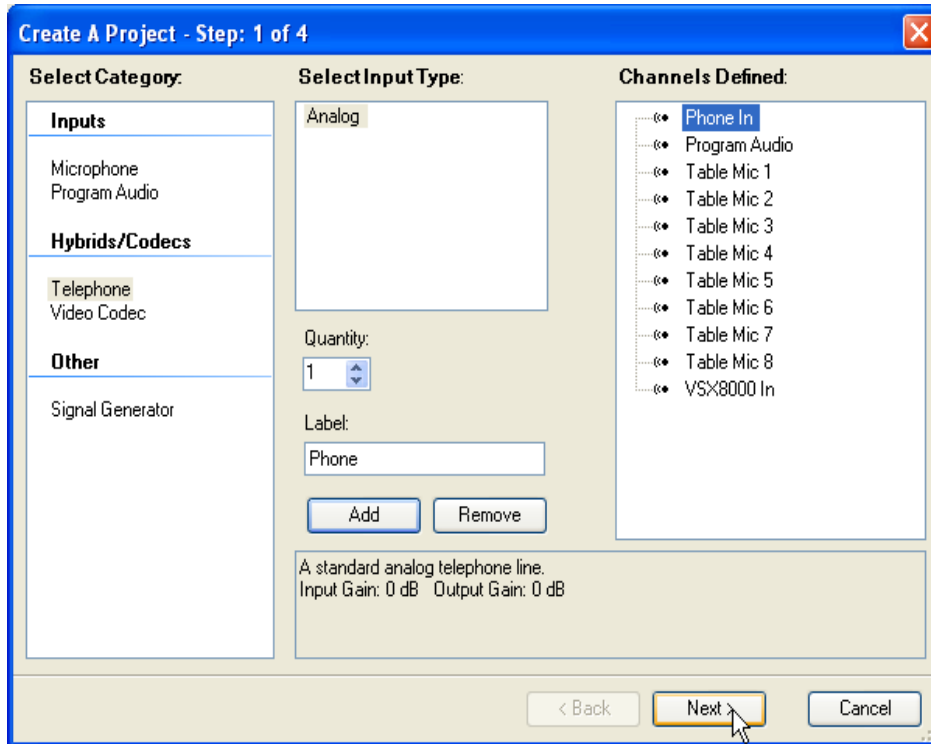 Create A Project - Step: 1 of 4
Select Category:
Inputs
Microphone
Program Audio
Hybrids/Codecs
Telephone
Video Codec
Other
Signal Generator
Select Input Type:
Analog
Quantity:
1
Label:
Phone
Add
Remove
A standard analog telephone line.
Input Gain: 0 dB Output Gain: 0 dB
Channels Defined:
Phone In
Program Audio
Table Mic 1
Table Mic 2
Table Mic 3
Table Mic 4
Table Mic 5
Table Mic 6
Table Mic 7
Table Mic 8
VSX8000 In
< Back
Next >
Cancel